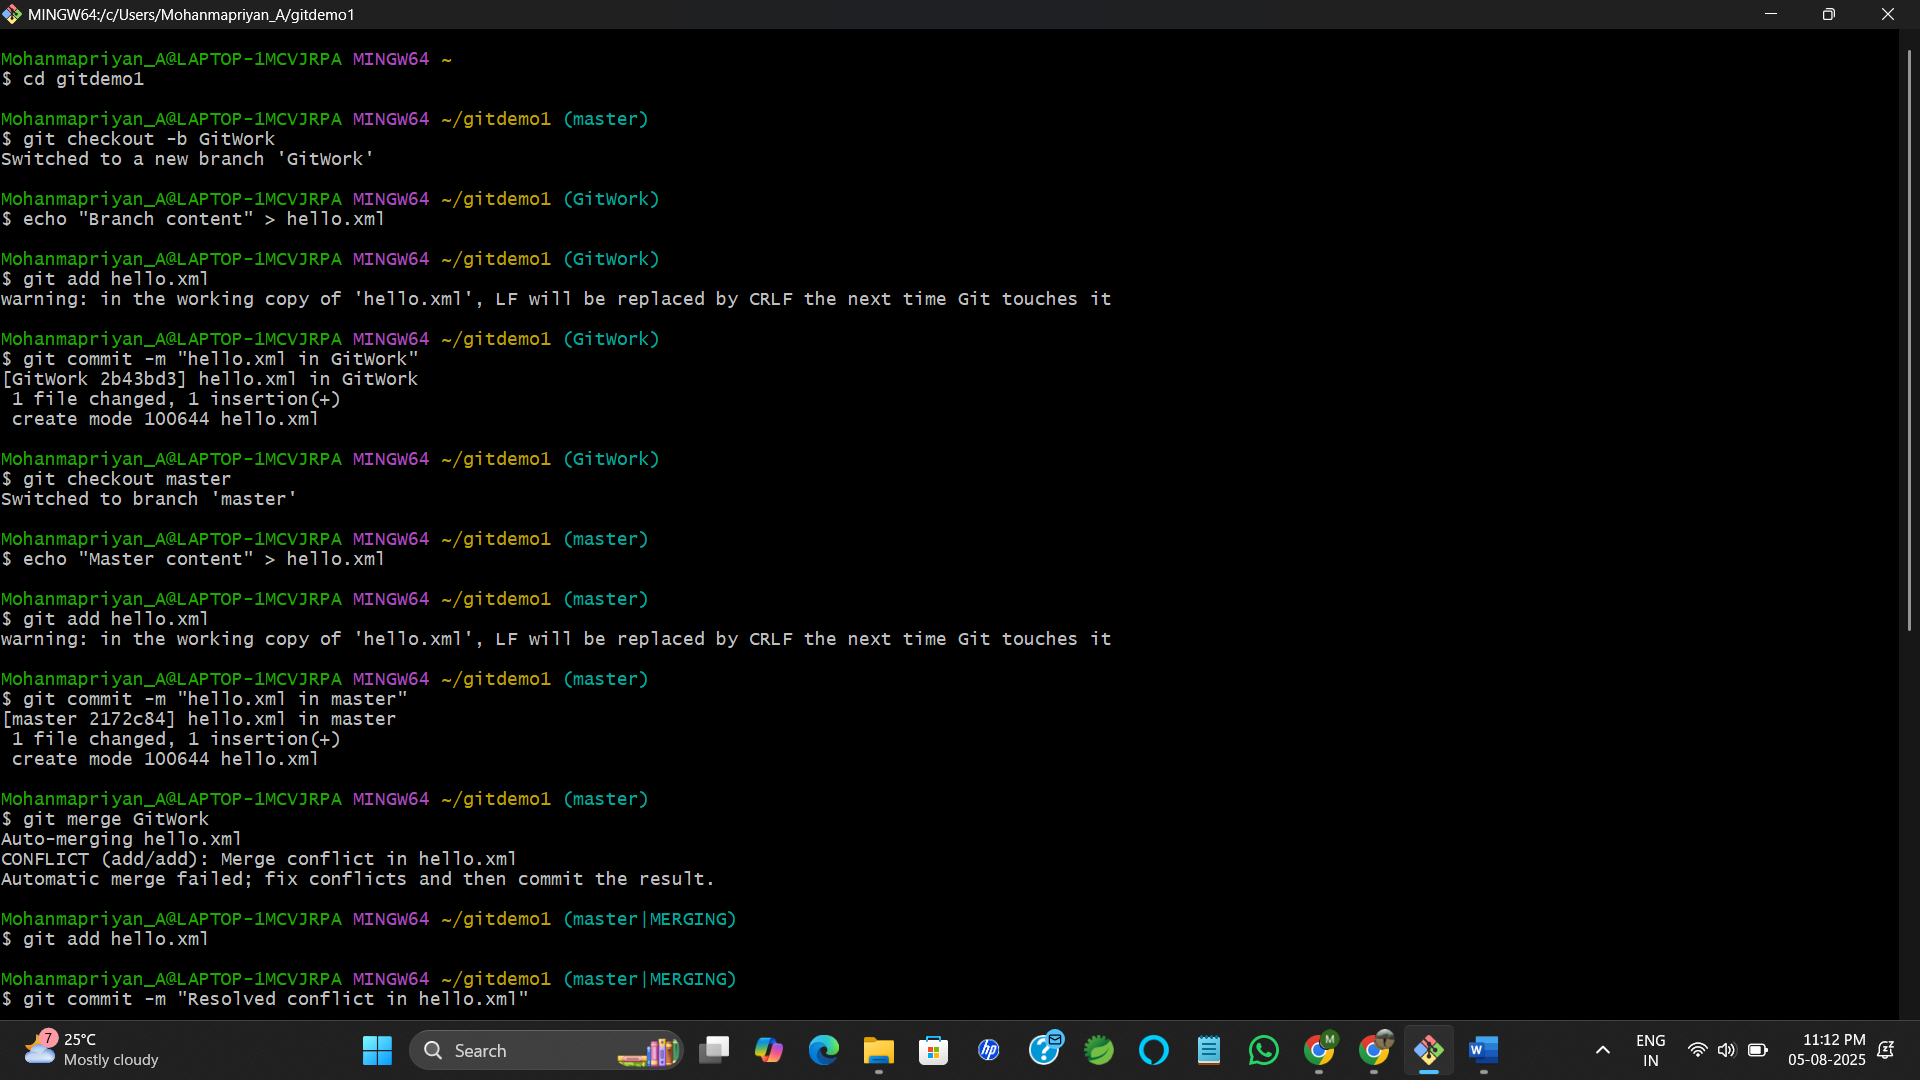 MINGW64:/c/Users/Mohanmapriyan_A/gitdemo1
Mohanmapriyan_A@LAPTOP-1MCVJRPA MINGW64 ~
$ cd gitdemo1
Mohanmapriyan_A@LAPTOP-1MCVJRPA MINGW64 ~/gitdemo1 (master)
$ git checkout -b GitWork
Switched to a new branch 'GitWork'
Mohanmapriyan_A@LAPTOP-1MCVJRPA MINGW64 ~/gitdemo1 (GitWork)
$ echo "Branch content" > hello.xml
Mohanmapriyan_A@LAPTOP-1MCVJRPA MINGW64 ~/gitdemo1 (GitWork)
$ git add hello.xml
warning: in the working copy of 'hello.xml', LF will be replaced by CRLF the next time Git touches it
Mohanmapriyan_A@LAPTOP-1MCVJRPA MINGW64 ~/gitdemo1 (GitWork)
$ git commit -m "hello.xml in GitWork"
[GitWork 2b43bd3] hello.xml in GitWork
 1 file changed, 1 insertion(+)
 create mode 100644 hello.xml
Mohanmapriyan_A@LAPTOP-1MCVJRPA MINGW64 ~/gitdemo1 (GitWork)
$ git checkout master
Switched to branch 'master'
Mohanmapriyan_A@LAPTOP-1MCVJRPA MINGW64 ~/gitdemo1 (master)
$ echo "Master content" > hello.xml
Mohanmapriyan_A@LAPTOP-1MCVJRPA MINGW64 ~/gitdemo1 (master)
$ git add hello.xml
warning: in the working copy of 'hello.xml', LF will be replaced by CRLF the next time Git touches it
Mohanmapriyan_A@LAPTOP-1MCVJRPA MINGW64 ~/gitdemo1 (master)
$ git commit -m "hello.xml in master"
[master 2172c84] hello.xml in master
 1 file changed, 1 insertion(+)
 create mode 100644 hello.xml
Mohanmapriyan_A@LAPTOP-1MCVJRPA MINGW64 ~/gitdemo1 (master)
$ git merge GitWork
Auto-merging hello.xml
CONFLICT (add/add): Merge conflict in hello.xml
Automatic merge failed; fix conflicts and then commit the result.
Mohanmapriyan_A@LAPTOP-1MCVJRPA MINGW64 ~/gitdemo1 (master|MERGING)
$ git add hello.xml
Mohanmapriyan_A@LAPTOP-1MCVJRPA MINGW64 ~/gitdemo1 (master|MERGING)
$ git commit -m "Resolved conflict in hello.xml"
7
25°C
Mostly cloudy
Search
hp
M
W
ENG
IN
11:12 PM
05-08-2025